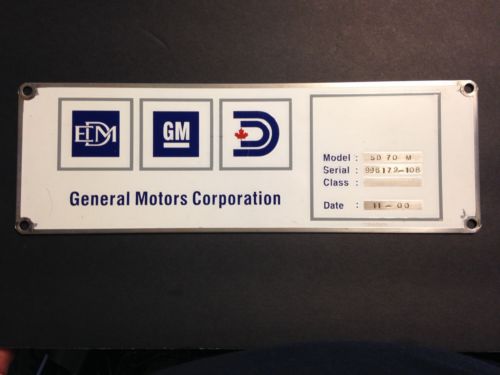 EMD
GM
D
General Motors Corporation
Model : SD 70 M
Serial : 996172-108
Class :
Date : 11-00